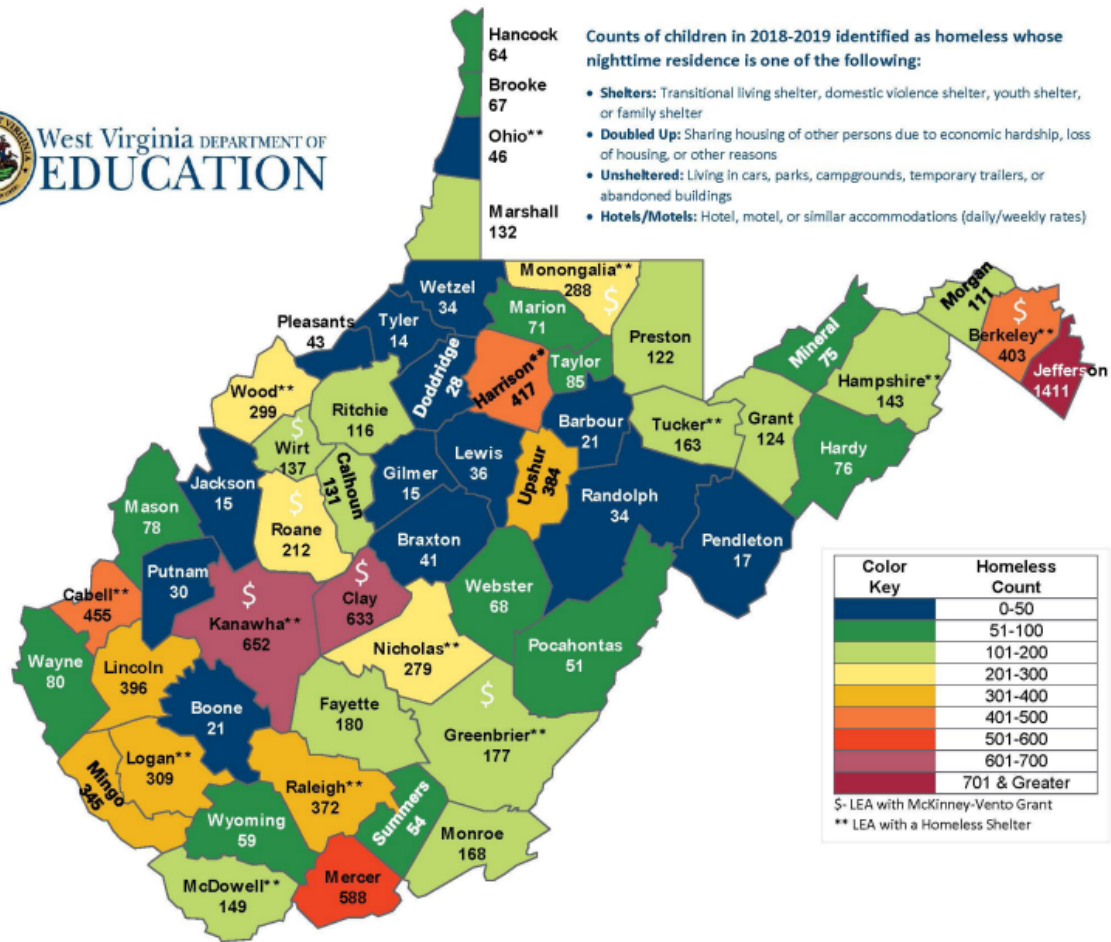 West Virginia DEPARTMENT OF
EDUCATION
Counts of children in 2018-2019 identified as homeless whose
nighttime residence is one of the following:
• Shelters: Transitional living shelter, domestic violence shelter, youth shelter,
or family shelter
• Doubled Up: Sharing housing of other persons due to economic hardship, loss
of housing, or other reasons
• Unsheltered: Living in cars, parks, campgrounds, temporary trailers, or
abandoned buildings
• Hotels/Motels: Hotel, motel, or similar accommodations (daily/weekly rates)
Hancock
64
Brooke
67
Ohio**
46
Marshall
132
Wetzel
34
Monongalia**
288
$
Marion
71
Preston
122
Pleasants
43
Tyler
14
Doddridge
28
Harrison**
417
Taylor
85
Mineral
75
Morgan
111
$
Berkeley**
403
Jefferson
1411
Hampshire**
143
Wood**
299
Ritchie
116
Barbour
21
Tucker**
163
Grant
124
Hardy
76
$
Wirt
137
Calhoun
131
Gilmer
15
Lewis
36
Upshur
384
Randolph
34
Pendleton
17
Jackson
15
Mason
78
$
Roane
212
Braxton
41
Webster
68
Putnam
30
$
Kanawha**
652
$
Clay
633
Cabell**
455
Nicholas**
279
Pocahontas
51
Wayne
80
Lincoln
396
Boone
21
Fayette
180
$
Greenbrier**
177
Logan**
309
Mingo
345
Raleigh**
372
Summers
54
Wyoming
59
Monroe
168
McDowell**
149
Mercer
588
Color Key Homeless Count
0-50
51-100
101-200
201-300
301-400
401-500
501-600
601-700
701 & Greater
$- LEA with McKinney-Vento Grant
** LEA with a Homeless Shelter